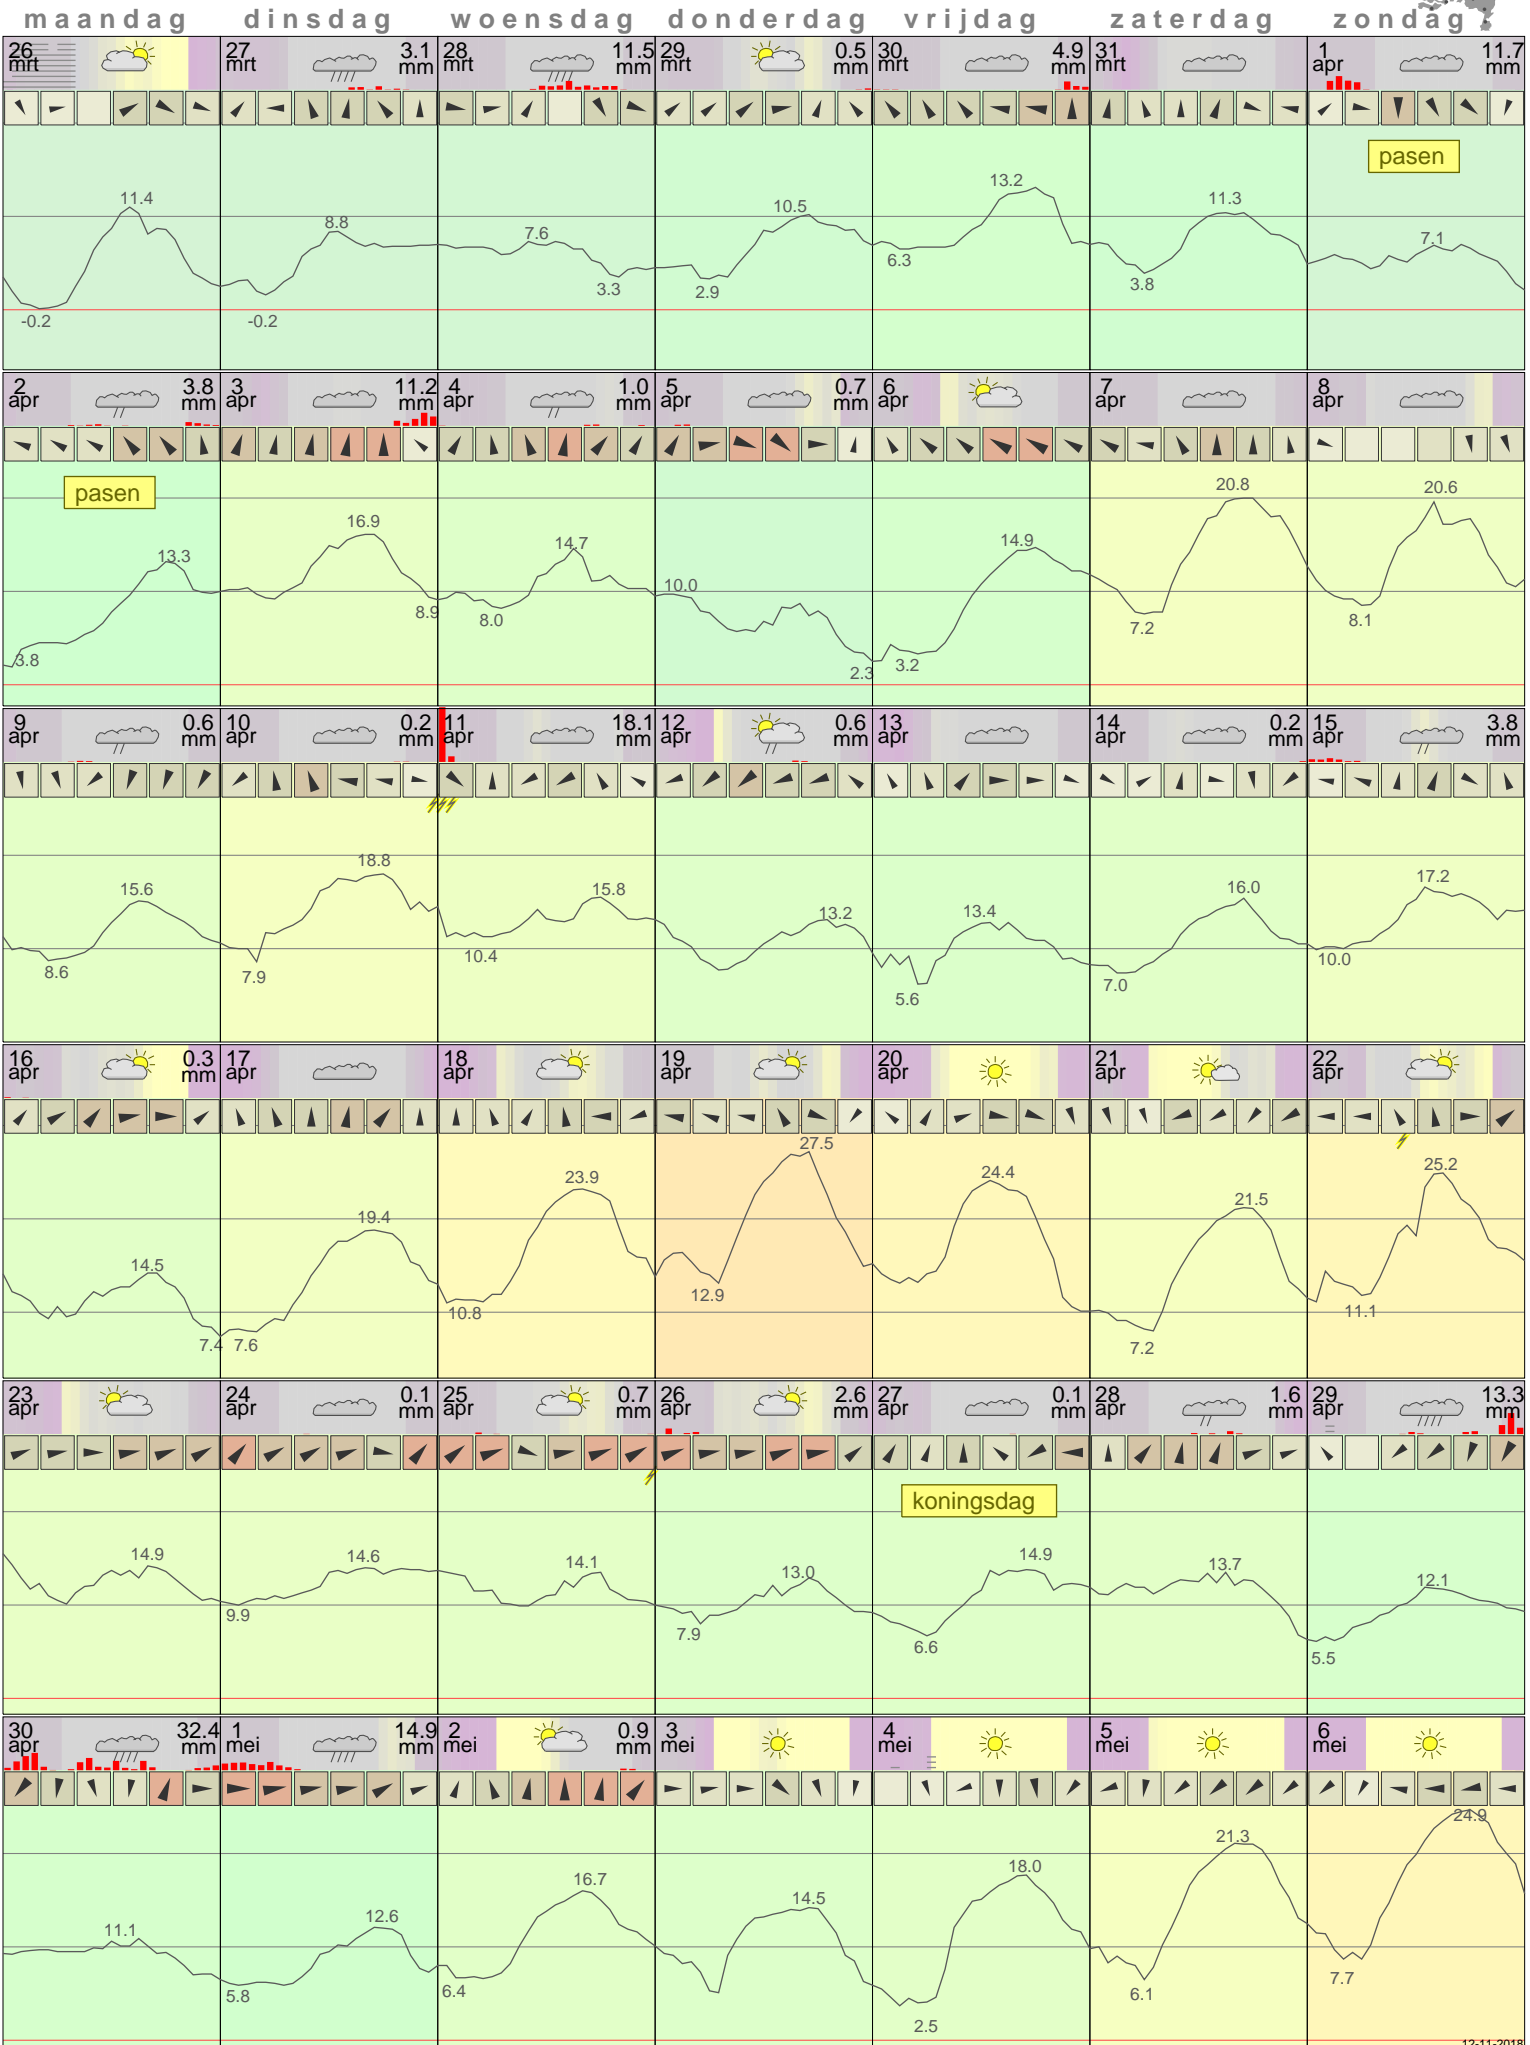 maandag dinsdag woensdag donderdag vrijdag zaterdag zondag
26 mrt 27 mrt 3.1 mm 28 mrt 11.5 mm 29 mrt 0.5 mm 30 mrt 4.9 mm 31 mrt 1 apr 11.7 mm
pasen
11.4 8.8 7.6 10.5 13.2 11.3 7.1
-0.2 -0.2 3.3 2.9 6.3 3.8
2 apr 3.8 mm 3 apr 11.2 mm 4 apr 1.0 mm 5 apr 0.7 mm 6 apr 7 apr 8 apr
pasen
13.3 16.9 14.7 10.0 14.9 20.8 20.6
3.8 8.9 8.0 2.3 3.2 7.2 8.1
9 apr 0.6 mm 10 apr 0.2 mm 11 apr 18.1 12 apr 0.6 mm 13 apr 14 apr 0.2 mm 15 apr 3.8 mm
15.6 18.8 15.8 13.2 13.4 16.0 17.2
8.6 7.9 10.4 5.6 7.0 10.0
16 apr 0.3 mm 17 apr 18 apr 19 apr 20 apr 21 apr 22 apr
14.5 19.4 23.9 27.5 24.4 21.5 25.2
7.4 7.6 10.8 12.9 7.2 11.1
23 apr 24 apr 0.1 mm 25 apr 0.7 mm 26 apr 2.6 mm 27 apr 0.1 mm 28 apr 1.6 mm 29 apr 13.3 mm
koningsdag
14.9 14.6 14.1 13.0 14.9 13.7 12.1
9.9 7.9 6.6 5.5
30 apr 32.4 mm 1 mei 14.9 mm 2 mei 0.9 mm 3 mei 4 mei 5 mei 6 mei
11.1 12.6 16.7 14.5 18.0 21.3 24.9
5.8 6.4 2.5 6.1 7.7
12-11-2018